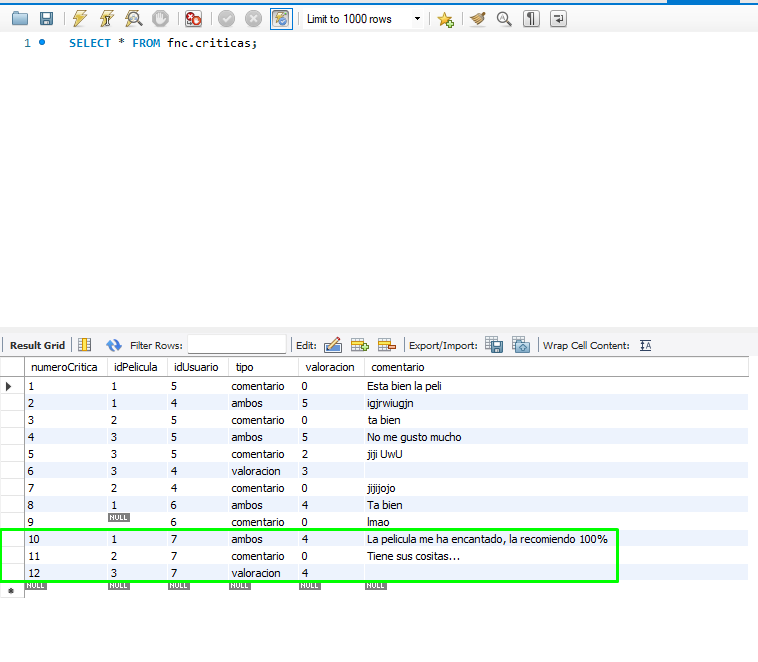 Limit to 1000 rows
1 SELECT * FROM fnc.criticas;
Result Grid Filter Rows: Edit: Export/Import: Wrap Cell Content:
numeroCritica idPelicula idUsuario tipo valoracion comentario
1 1 5 comentario 0 Esta bien la peli
2 1 4 ambos 5 igjrwiugjn
3 2 5 comentario 0 ta bien
4 3 5 ambos 5 No me gusto mucho
5 3 5 comentario 2 jiji UwU
6 3 4 valoracion 3
7 2 4 comentario 0 jijijojo
8 1 6 ambos 4 Ta bien
9 NULL 6 comentario 0 lmao
10 1 7 ambos 4 La pelicula me ha encantado, la recomiendo 100%
11 2 7 comentario 0 Tiene sus cositas...
12 3 7 valoracion 4
NULL NULL NULL NULL NULL NULL